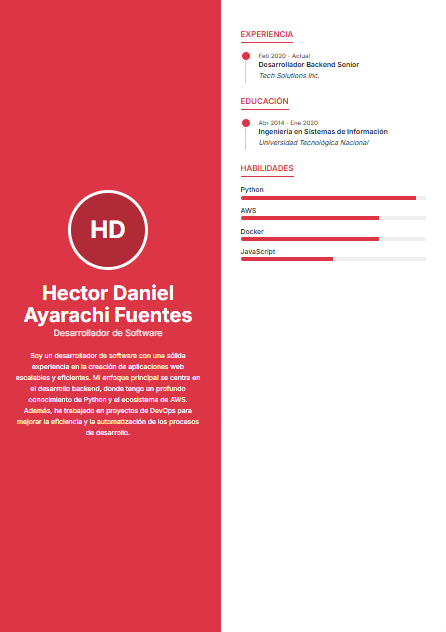 HD
Hector Daniel
Ayarachi Fuentes
Desarrollador de Software
Soy un desarrollador de software con una sólida
experiencia en la creación de aplicaciones web
escalables y eficientes. Mi enfoque principal se centra en
el desarrollo backend, donde tengo un profundo
conocimiento de Python y el ecosistema de AWS.
Además, he trabajado en proyectos de DevOps para
mejorar la eficiencia y la automatización de los procesos
de desarrollo.
EXPERIENCIA
Feb 2020 - Actual
Desarrollador Backend Senior
Tech Solutions Inc.
EDUCACIÓN
Abr 2014 - Ene 2020
Ingeniería en Sistemas de Información
Universidad Tecnológica Nacional
HABILIDADES
Python
AWS
Docker
JavaScript